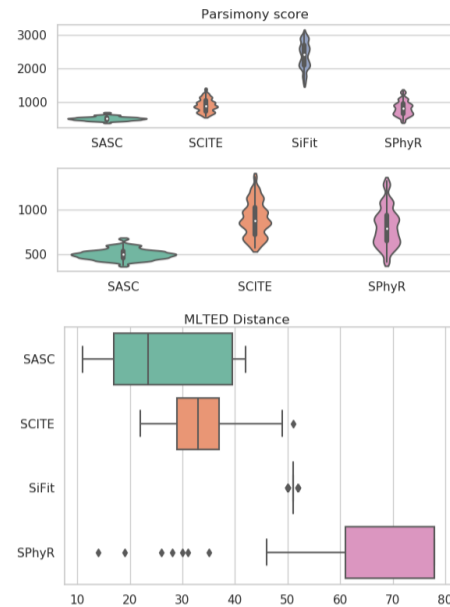 Parsimony score
3000
2000
1000
SASC SCITE SiFit SPhyR
1000
500
SASC SCITE SPhyR
MLTED Distance
SASC
SCITE
SiFit
SPhyR
10 20 30 40 50 60 70 80